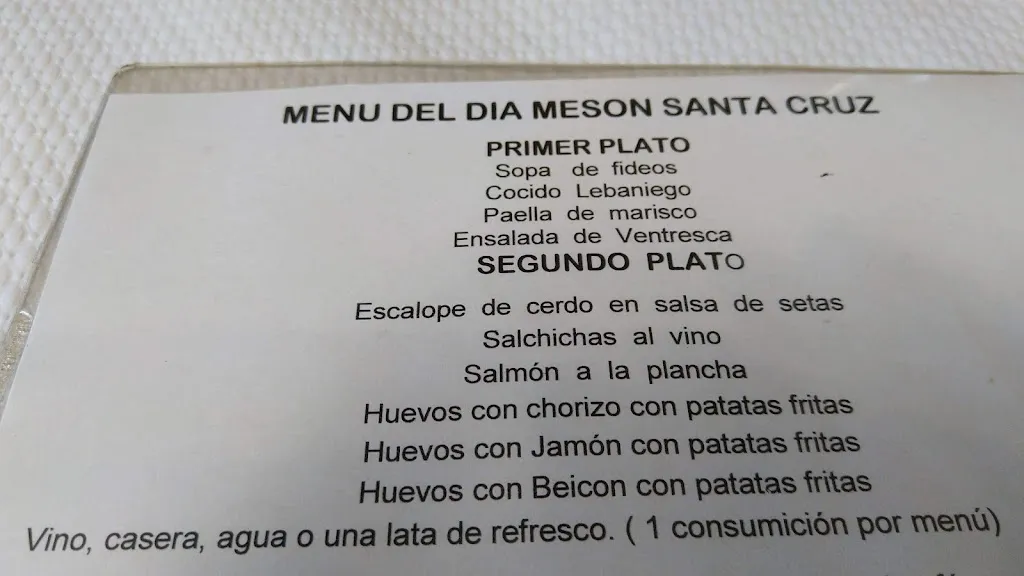 MENU DEL DIA MESON SANTA CRUZ
PRIMER PLATO
Sopa de fideos
Cocido Lebaniego
Paella de marisco
Ensalada de Ventresca
SEGUNDO PLATO
Escalope de cerdo en salsa de setas
Salchichas al vino
Salmón a la plancha
Huevos con chorizo con patatas fritas
Huevos con Jamón con patatas fritas
Huevos con Beicon con patatas fritas
Vino, casera, agua o una lata de refresco. ( 1 consumición por menú)